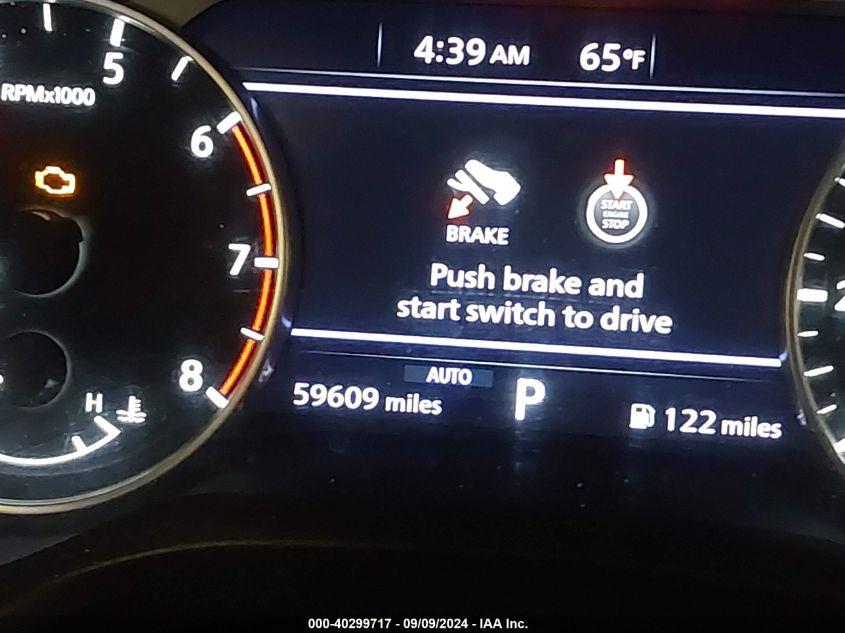 4:39 AM 65°F
5
RPMx1000
6
BRAKE
START
ENGINE
STOP
7
Push brake and
start switch to drive
8
AUTO
59609 miles P 122 miles
H
000-40299717 - 09/09/2024 - IAA Inc.